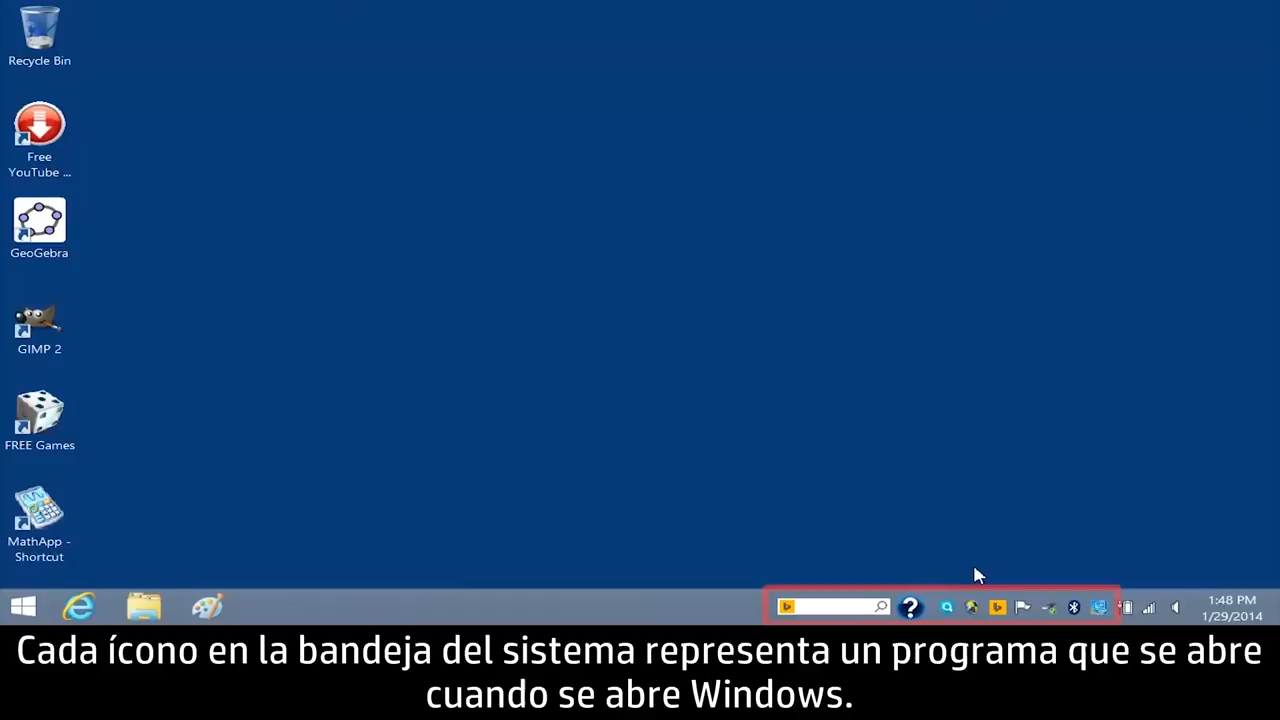 Recycle Bin
Free
YouTube ...
GeoGebra
GIMP 2
FREE Games
MathApp -
Shortcut
1:48 PM
1/29/2014
Cada ícono en la bandeja del sistema representa un programa que se abre
cuando se abre Windows.